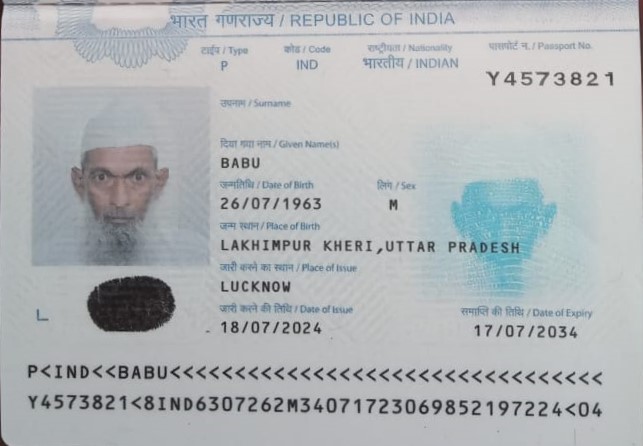 भारत गणराज्य / REPUBLIC OF INDIA
टाईप / Type कोड / Code राष्ट्रीयता / Nationality पासपोर्ट न. / Passport No.
P IND भारतीय / INDIAN Y4573821
उपनाम / Surname
दिया गया नाम / Given Name(s)
BABU
जन्मतिथि / Date of Birth लिंग / Sex
26/07/1963 M
जन्म स्थान / Place of Birth
LAKHIMPUR KHERI,UTTAR PRADESH
जारी करने का स्थान / Place of Issue
LUCKNOW
जारी करने की तिथि / Date of Issue समाप्ति की तिथि / Date of Expiry
L 18/07/2024 17/07/2034
P<IND<<BABU<<<<<<<<<<<<<<<<<<<<<<<<<<<<<<<<<
Y4573821<8IND6307262M34071723069852197224<04